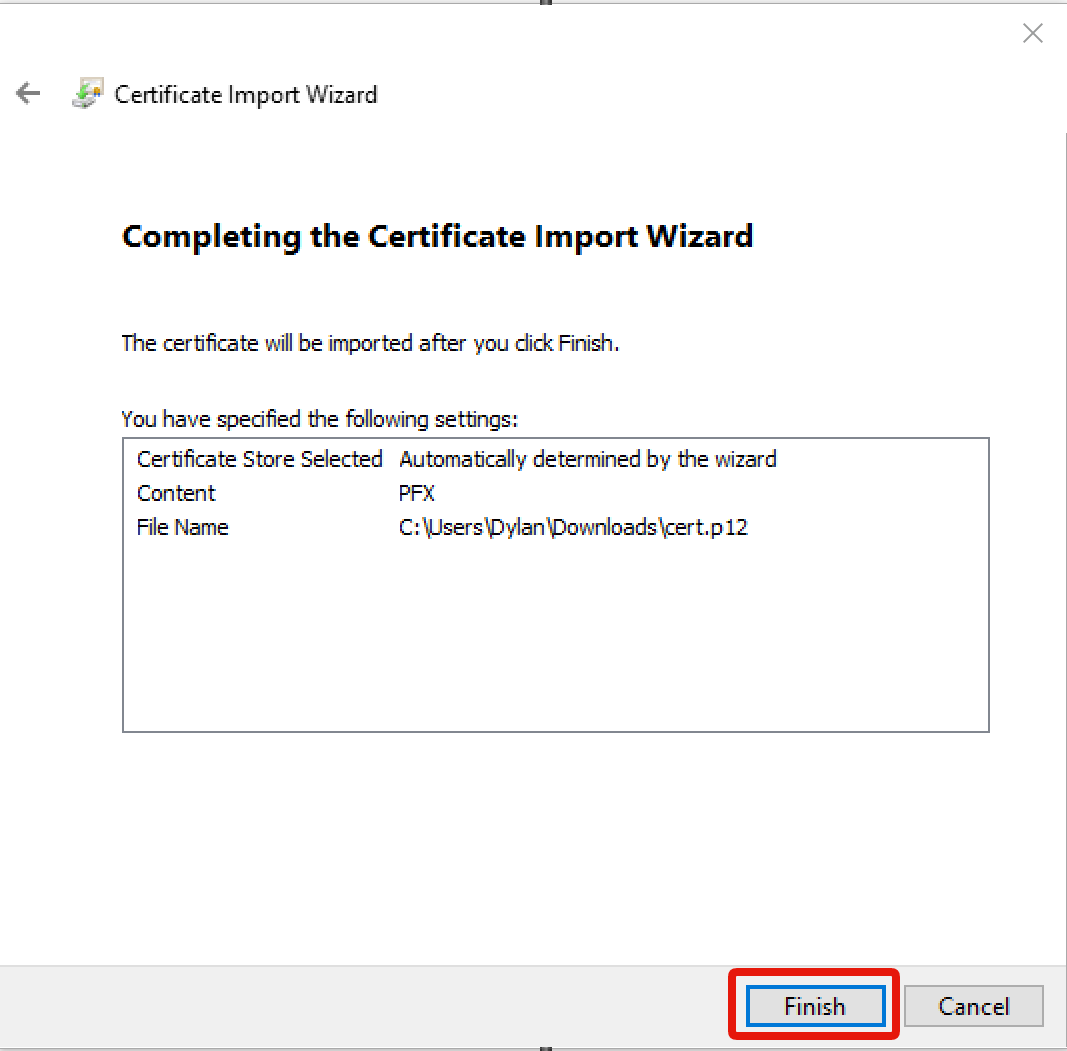 Certificate Import Wizard
Completing the Certificate Import Wizard
The certificate will be imported after you click Finish.
You have specified the following settings:
Certificate Store Selected Automatically determined by the wizard
Content PFX
File Name C:\Users\Dylan\Downloads\cert.p12
Finish Cancel